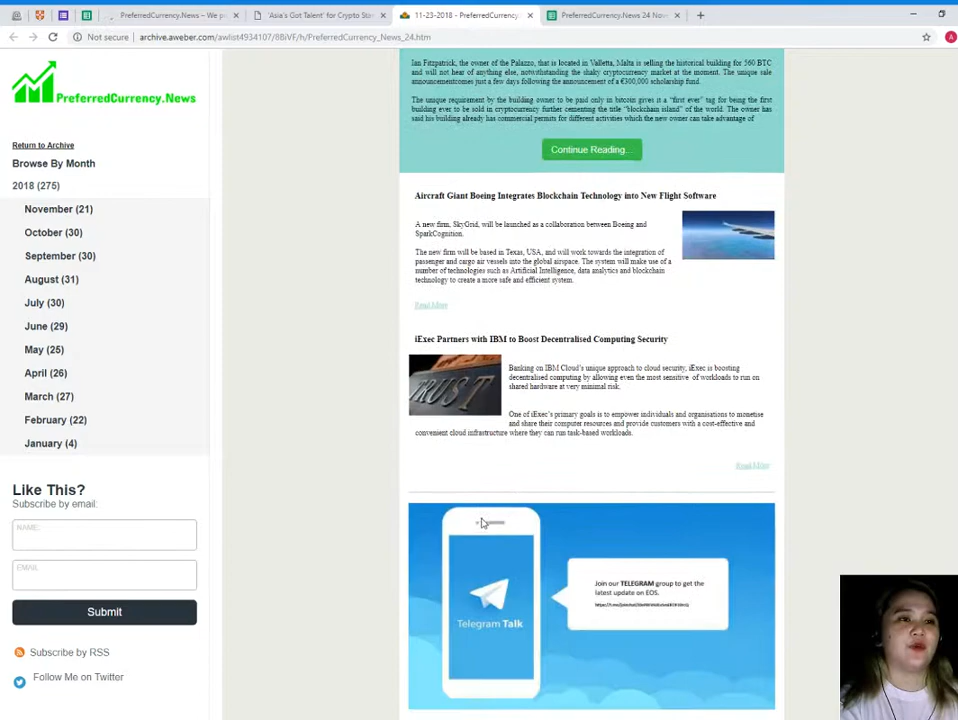 PreferredCurrency.News – We p
'Asia's Got Talent' for Crypto Size
11-23-2018 - PreferredCurrency
PreferredCurrency.News 24 Nov
Not secure
archive.aweber.com/awlist4934107/8BiVF/h/PreferredCurrency_News_24.htm
A
PreferredCurrency.News
Return to Archive
Browse By Month
2018 (275)
November (21)
October (30)
September (30)
August (31)
July (30)
June (29)
May (25)
April (26)
March (27)
February (22)
January (4)
Like This?
Subscribe by email:
NAME:
EMAIL
Submit
Subscribe by RSS
Follow Me on Twitter
Ian Fitzpatrick, the owner of the Palazzo, that is located in Valletta, Malta is selling the historical building for 560 BTC
and will not hear of anything else, notwithstanding the shaky cryptocurrency market at the moment. The unique sale
announcementcomes just a few days following the announcement of a €300,000 scholarship fund.
The unique requirement by the building owner to be paid only in bitcoin gives it a "first ever" tag for being the first
building ever to be sold in cryptocurrency further cementing the title "blockchain island" of the world. The owner has
said his building already has commercial permits for different activities which the new owner can take advantage of
Continue Reading...
Aircraft Giant Boeing Integrates Blockchain Technology into New Flight Software
A new firm, SkyGrid, will be launched as a collaboration between Boeing and
SparkCognition.
The new firm will be based in Texas, USA, and will work towards the integration of
passenger and cargo air vessels into the global airspace. The system will make use of a
number of technologies such as Artificial Intelligence, data analytics and blockchain
technology to create a more safe and efficient system.
Read More
iExec Partners with IBM to Boost Decentralised Computing Security
TRUST
Banking on IBM Cloud's unique approach to cloud security, iExec is boosting
decentralised computing by allowing even the most sensitive of workloads to run on
shared hardware at very minimal risk.
One of iExec's primary goals is to empower individuals and organisations to monetise
and share their computer resources and provide customers with a cost-effective and
convenient cloud infrastructure where they can run task-based workloads.
Read More
Telegram Talk
Join our TELEGRAM group to get the
latest update on EOS.